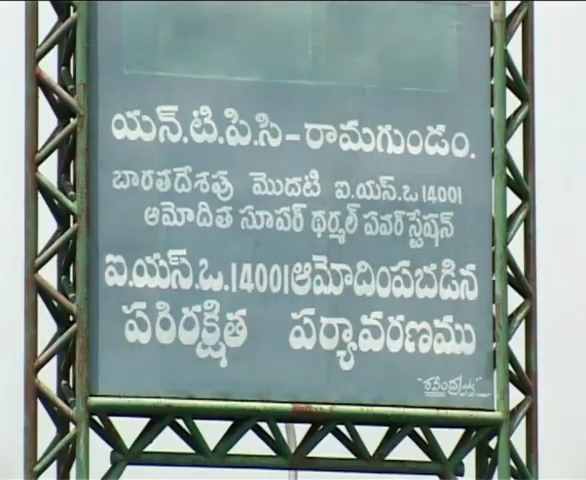 యన్.టి.పి.సి-రామగుండం.
బారతదేశపు మొదటి ఐ.యస్.ఒ 14001
ఆమోదిత సూపర్ థర్మల్ పవర్ స్టేషన్
ఐ.యస్.ఒ.14001ఆమోదింపబడిన
పరిరక్షిత పర్యావరణము